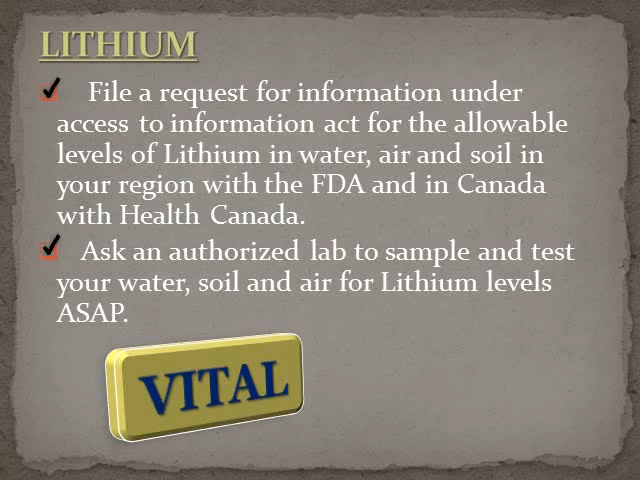 LITHIUM
File a request for information under
access to information act for the allowable
levels of Lithium in water, air and soil in
your region with the FDA and in Canada
with Health Canada.
Ask an authorized lab to sample and test
your water, soil and air for Lithium levels
ASAP.
VITAL